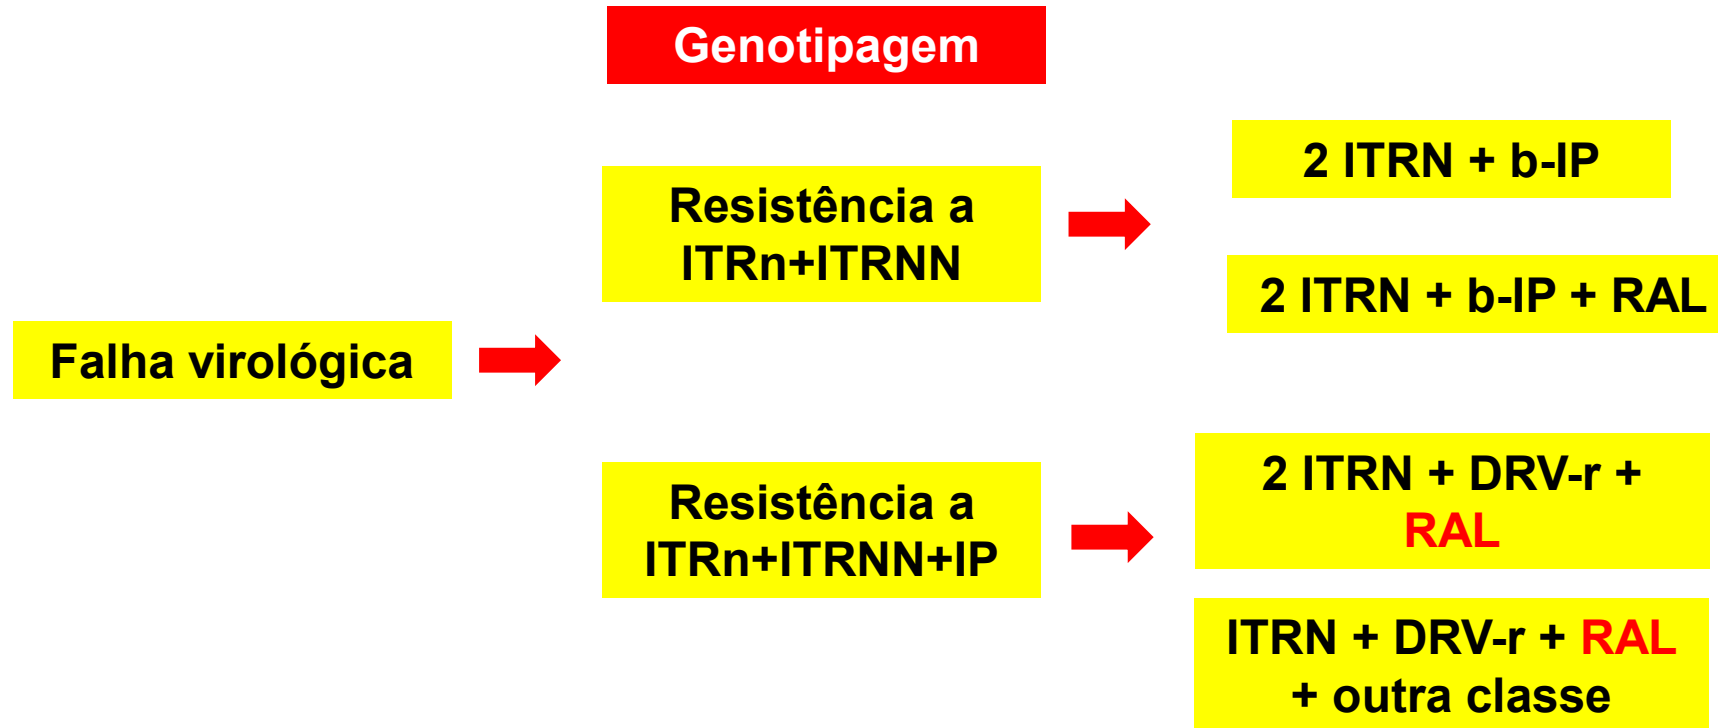 Genotipagem
Falha virológica
Resistência a
ITRn+ITRNN
2 ITRN + b-IP
2 ITRN + b-IP + RAL
Resistência a
ITRn+ITRNN+IP
2 ITRN + DRV-r +
RAL
ITRN + DRV-r + RAL
+ outra classe